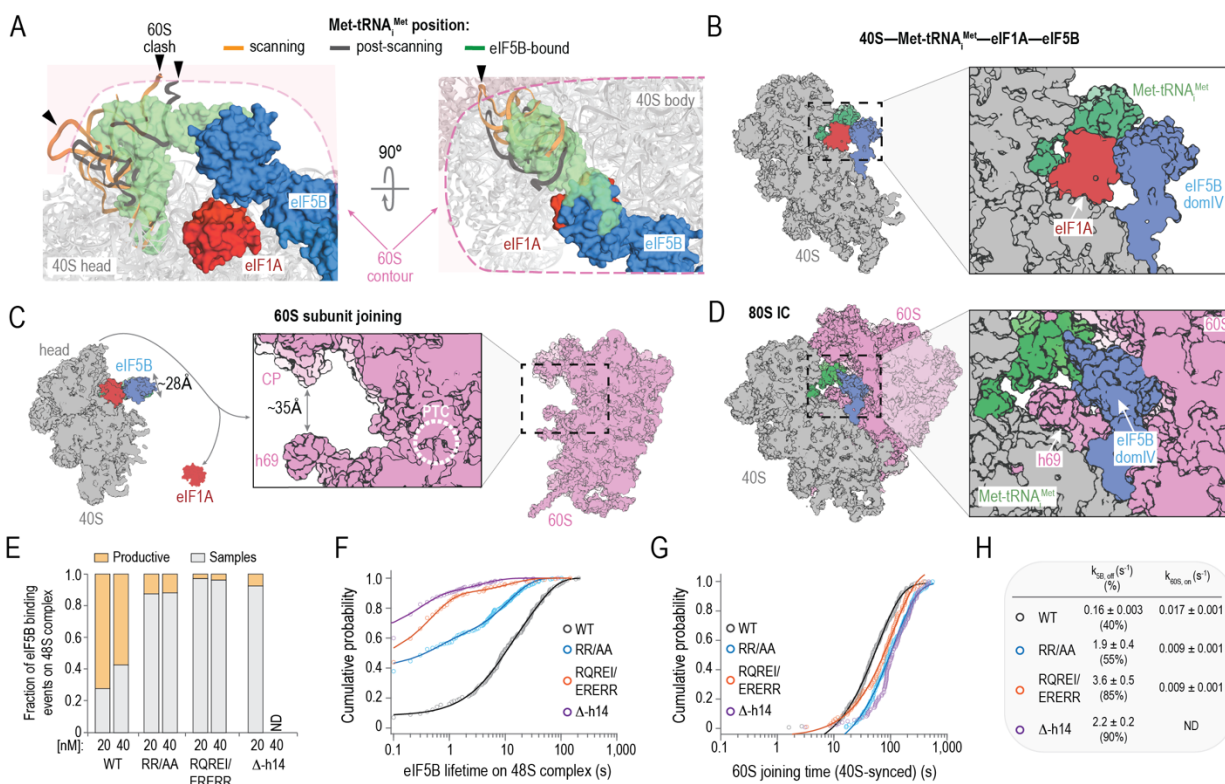 A
Met-tRNAᵢᴹᵉᵗ position:
60S
clash
scanning
post-scanning
eIF5B-bound
eIF5B
40S head
eIF1A
90º
60S
contour
40S body
eIF1A
eIF5B
B
40S—Met-tRNAᵢᴹᵉᵗ—eIF1A—eIF5B
40S
Met-tRNAᵢᴹᵉᵗ
eIF5B
domIV
eIF1A
C
60S subunit joining
head
eIF5B
~28Å
eIF1A
40S
CP
~35Å
PTC
h69
60S
D
80S IC
60S
40S
60S
h69
eIF5B
domIV
Met-tRNAᵢᴹᵉᵗ
E
Productive
Samples
Fraction of eIF5B binding
events on 48S complex
1.0
0.8
0.6
0.4
0.2
0
ND
[nM]: 20 40 20 40 20 40 20 40
WT
RR/AA
RQREI/
ERERR
Δ-h14
F
Cumulative probability
1.0
0.8
0.6
0.4
0.2
0.0
WT
RR/AA
RQREI/
ERERR
Δ-h14
0.1 1 10 100 1,000
eIF5B lifetime on 48S complex (s)
G
Cumulative probability
1.0
0.8
0.6
0.4
0.2
0.0
WT
RR/AA
RQREI/
ERERR
Δ-h14
0.1 1 10 100 1,000
60S joining time (40S-synced) (s)
H
k5B, off (s⁻¹)
(%)
k60S, on (s⁻¹)
WT
0.16 ± 0.003
(40%)
0.017 ± 0.001
RR/AA
1.9 ± 0.4
(55%)
0.009 ± 0.001
RQREI/
ERERR
3.6 ± 0.5
(85%)
0.009 ± 0.001
Δ-h14
2.2 ± 0.2
(90%)
ND